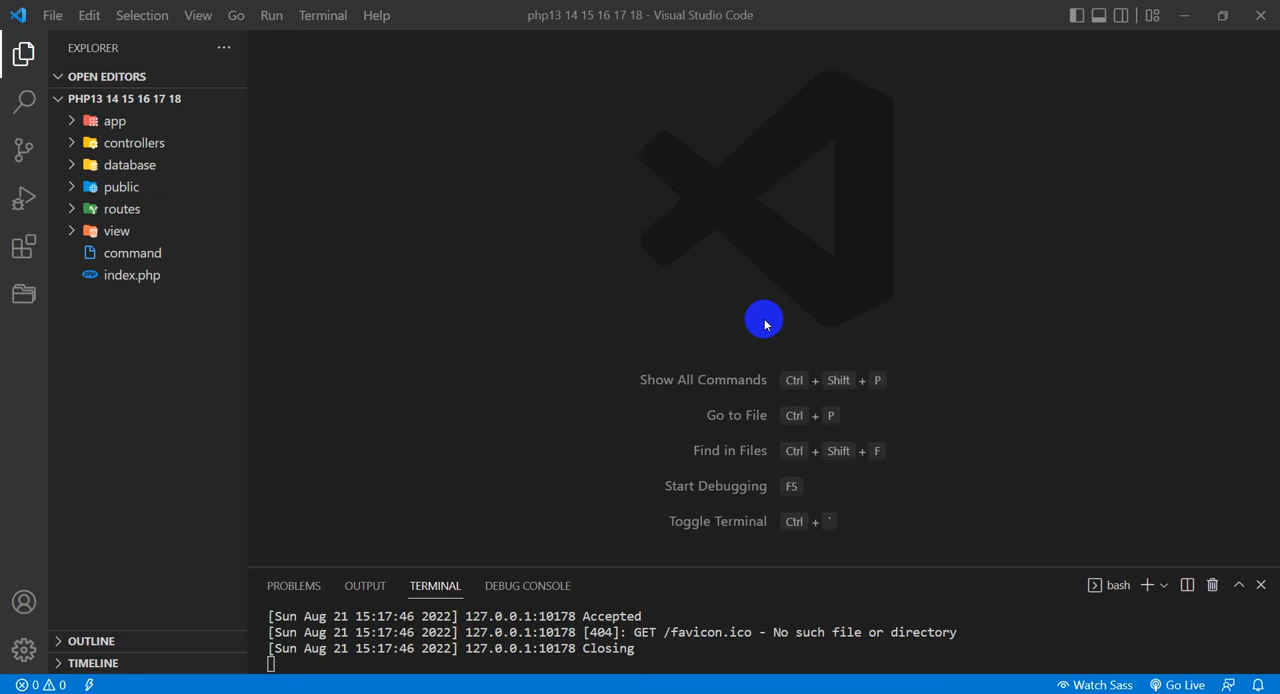 File Edit Selection View Go Run Terminal Help php13 14 15 16 17 18 - Visual Studio Code
EXPLORER
OPEN EDITORS
PHP13 14 15 16 17 18
app
controllers
database
public
routes
view
command
php index.php
Show All Commands Ctrl + Shift + P
Go to File Ctrl + P
Find in Files Ctrl + Shift + F
Start Debugging F5
Toggle Terminal Ctrl + `
PROBLEMS OUTPUT TERMINAL DEBUG CONSOLE bash
[Sun Aug 21 15:17:46 2022] 127.0.0.1:10178 Accepted
[Sun Aug 21 15:17:46 2022] 127.0.0.1:10178 [404]: GET /favicon.ico - No such file or directory
[Sun Aug 21 15:17:46 2022] 127.0.0.1:10178 Closing
OUTLINE
TIMELINE
0 0 Watch Sass Go Live